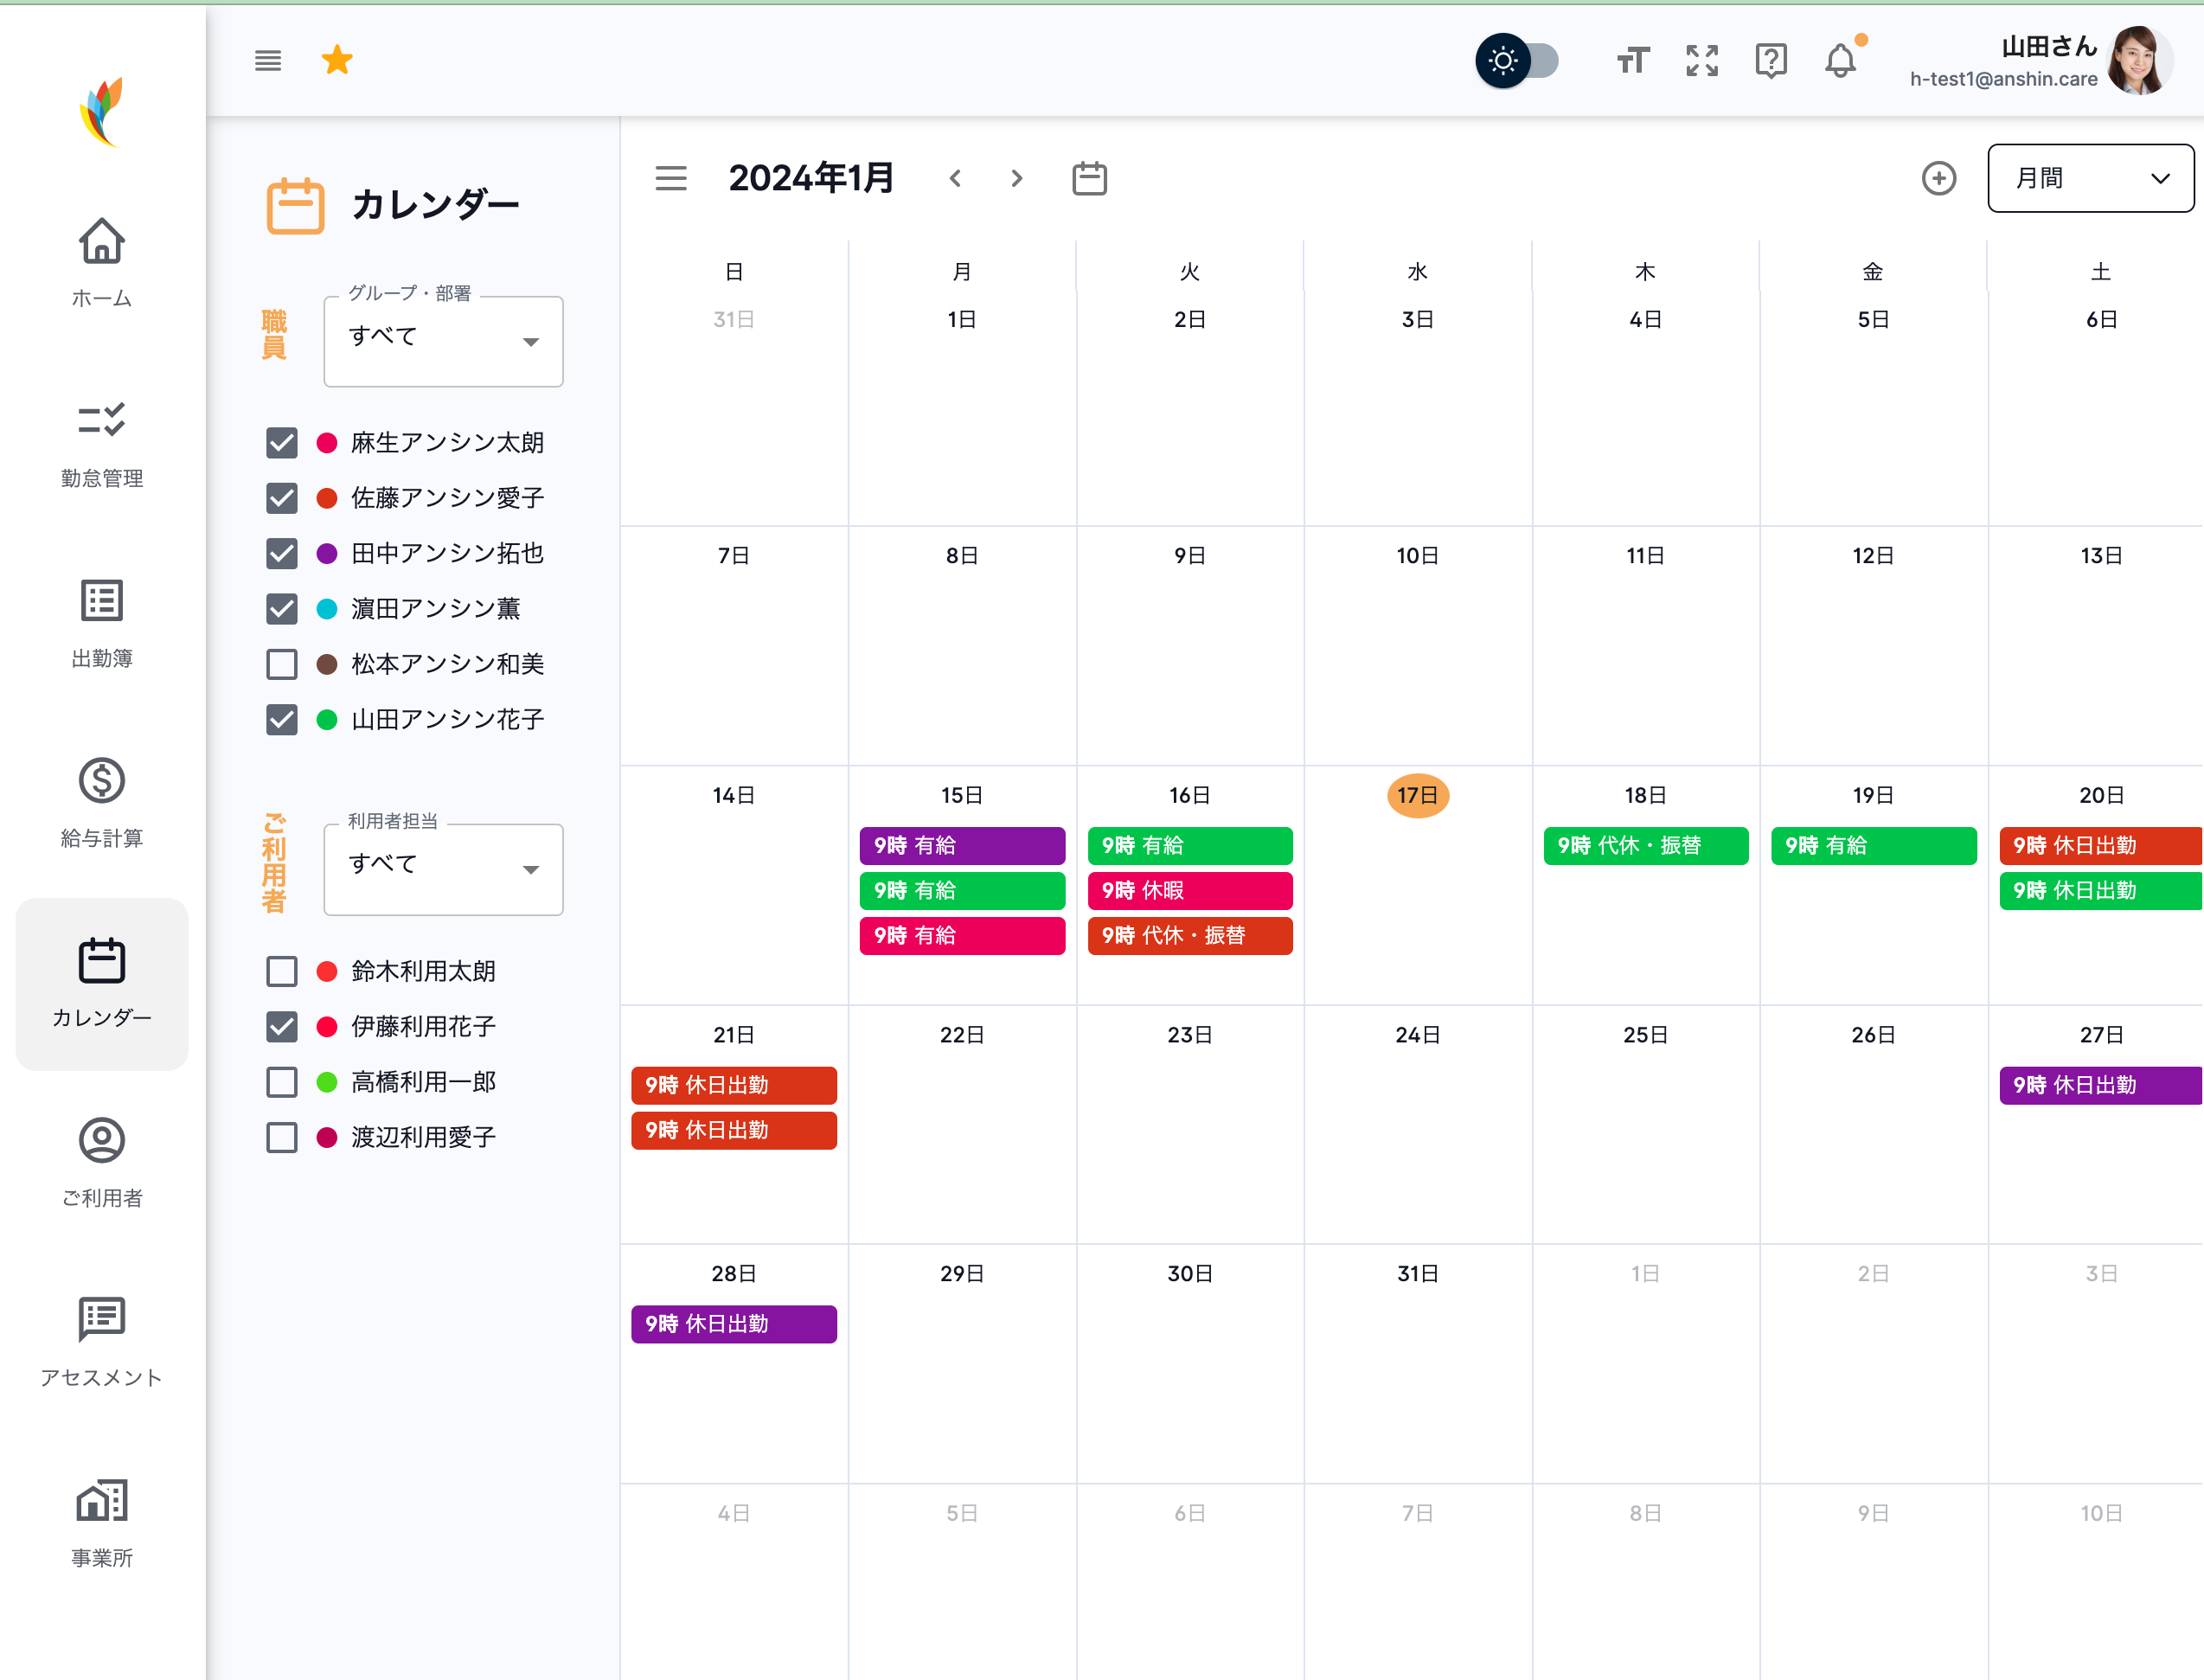 山田さん
h-test1@anshin.care
ホーム
勤怠管理
出勤簿
給与計算
カレンダー
ご利用者
アセスメント
事業所
カレンダー
職員
グループ・部署
すべて
麻生アンシン太朗
佐藤アンシン愛子
田中アンシン拓也
濵田アンシン薫
松本アンシン和美
山田アンシン花子
ご利用者
利用者担当
すべて
鈴木利用太朗
伊藤利用花子
高橋利用一郎
渡辺利用愛子
2024年1月
月間
日 月 火 水 木 金 土
31日 1日 2日 3日 4日 5日 6日
7日 8日 9日 10日 11日 12日 13日
14日 15日 16日 17日 18日 19日 20日
9時 有給 9時 有給 9時 代休・振替 9時 有給 9時 休日出勤
9時 有給 9時 休暇 9時 休日出勤
9時 有給 9時 代休・振替
21日 22日 23日 24日 25日 26日 27日
9時 休日出勤 9時 休日出勤
9時 休日出勤
28日 29日 30日 31日 1日 2日 3日
9時 休日出勤
4日 5日 6日 7日 8日 9日 10日